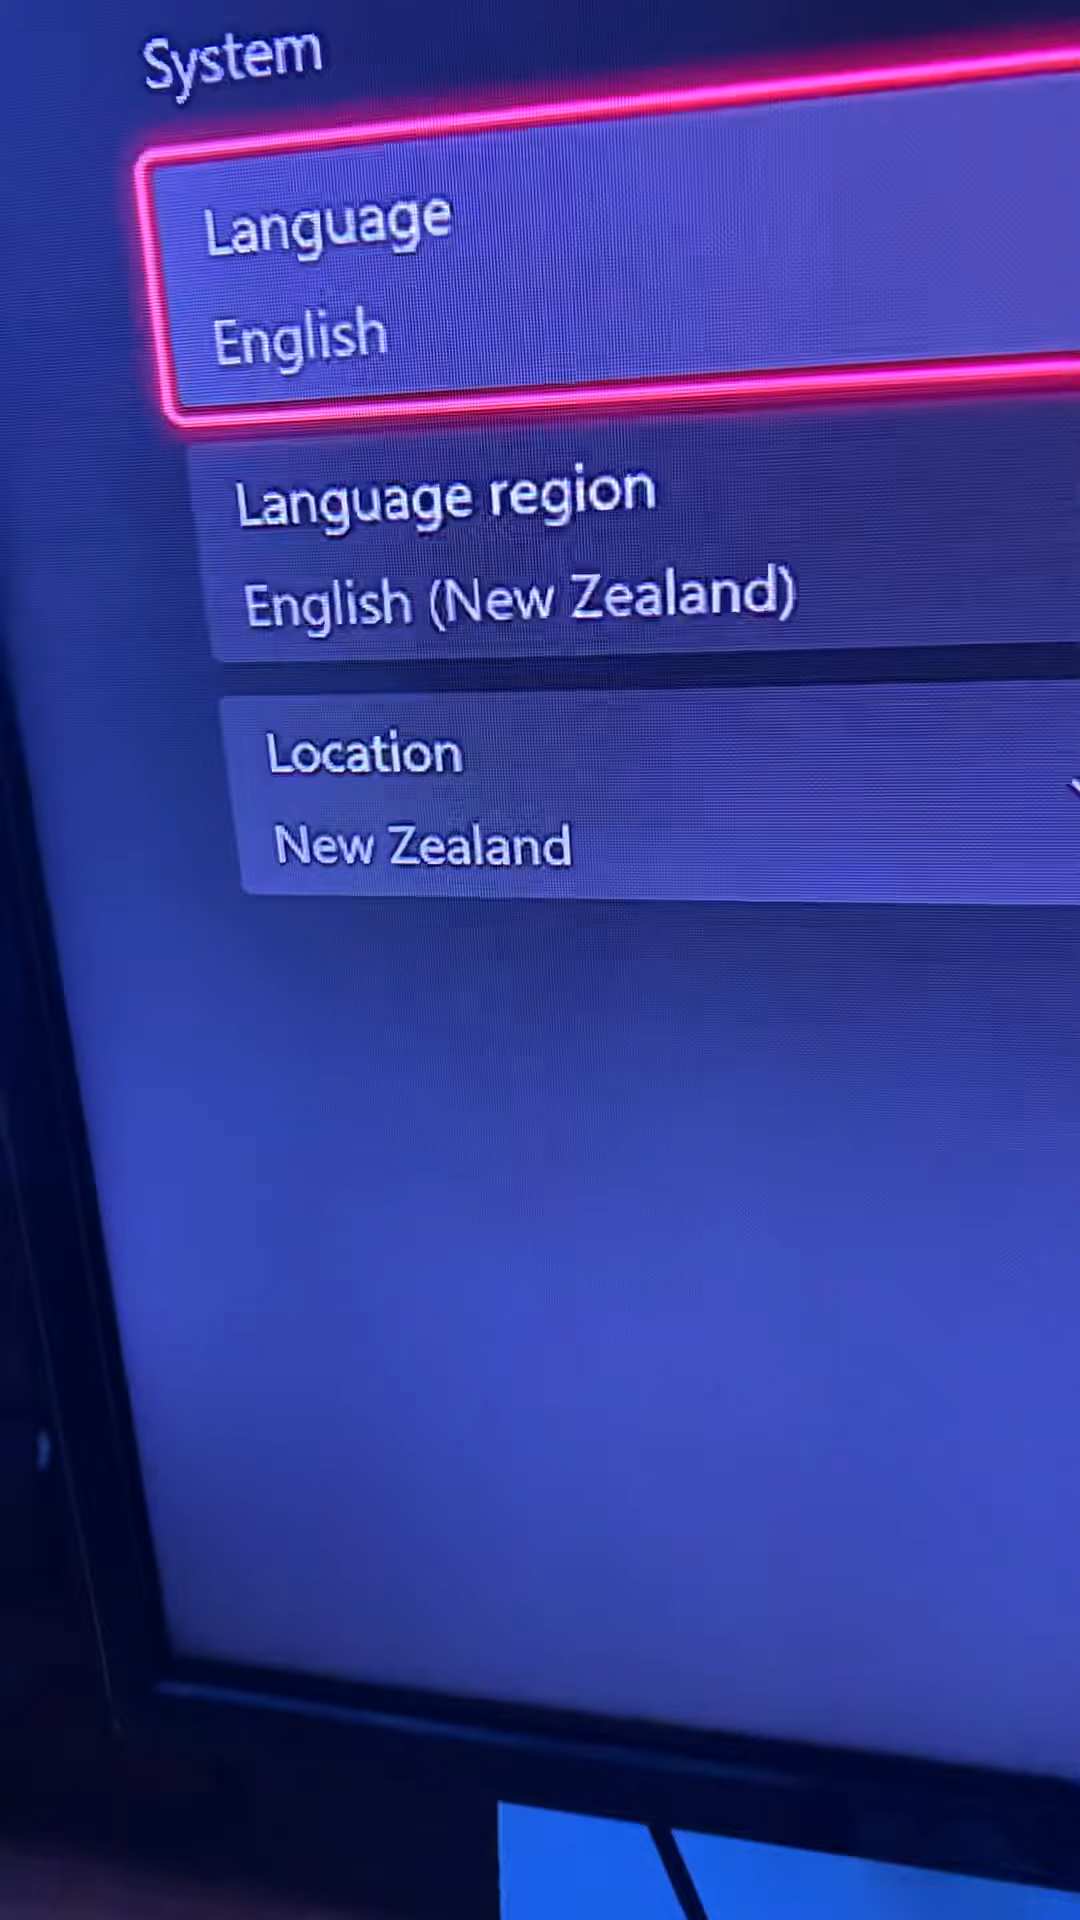 System
Language
English
Language region
English (New Zealand)
Location
New Zealand